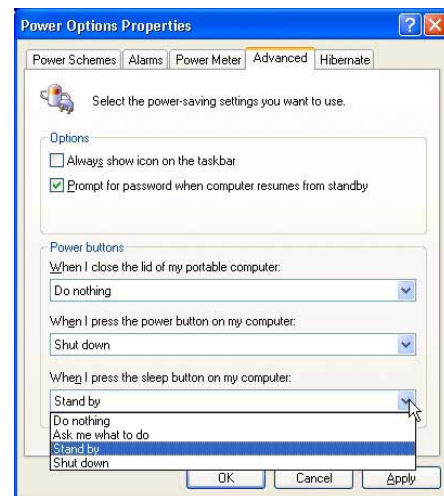 Power Options Properties
Power Schemes Alarms Power Meter Advanced Hibernate
Select the power-saving settings you want to use.
Options
Always show icon on the taskbar
Prompt for password when computer resumes from standby
Power buttons
When I close the lid of my portable computer:
Do nothing
When I press the power button on my computer:
Shut down
When I press the sleep button on my computer:
Stand by
Do nothing
Ask me what to do
Stand by
Shut down
OK Cancel Apply